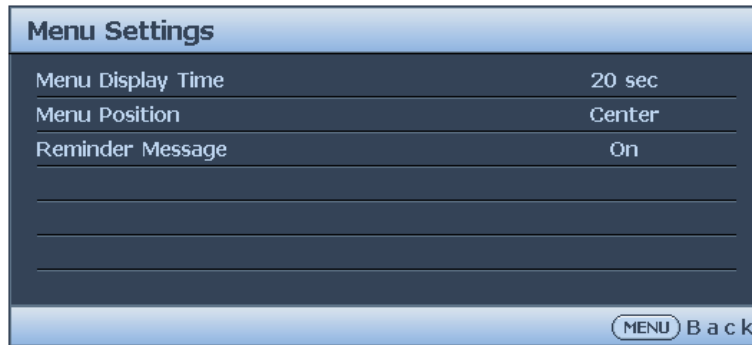 Menu Settings
Menu Display Time 20 sec
Menu Position Center
Reminder Message On
MENU Back